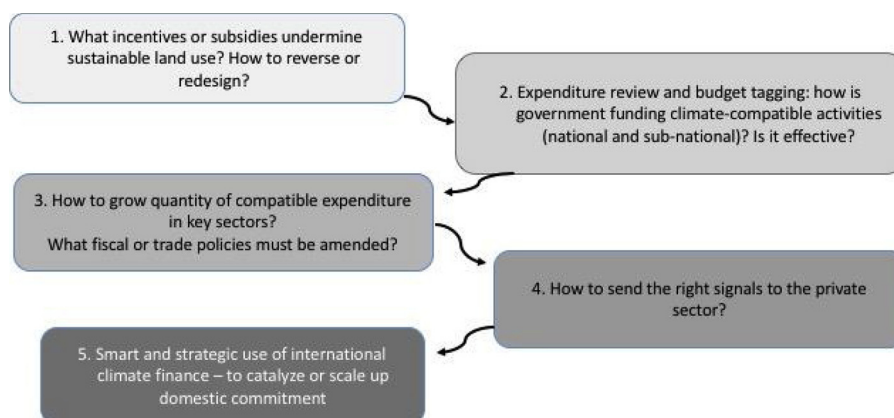 1. What incentives or subsidies undermine
sustainable land use? How to reverse or
redesign?
2. Expenditure review and budget tagging: how is
government funding climate-compatible activities
(national and sub-national)? Is it effective?
3. How to grow quantity of compatible expenditure
in key sectors?
What fiscal or trade policies must be amended?
4. How to send the right signals to the private
sector?
5. Smart and strategic use of international
climate finance – to catalyze or scale up
domestic commitment